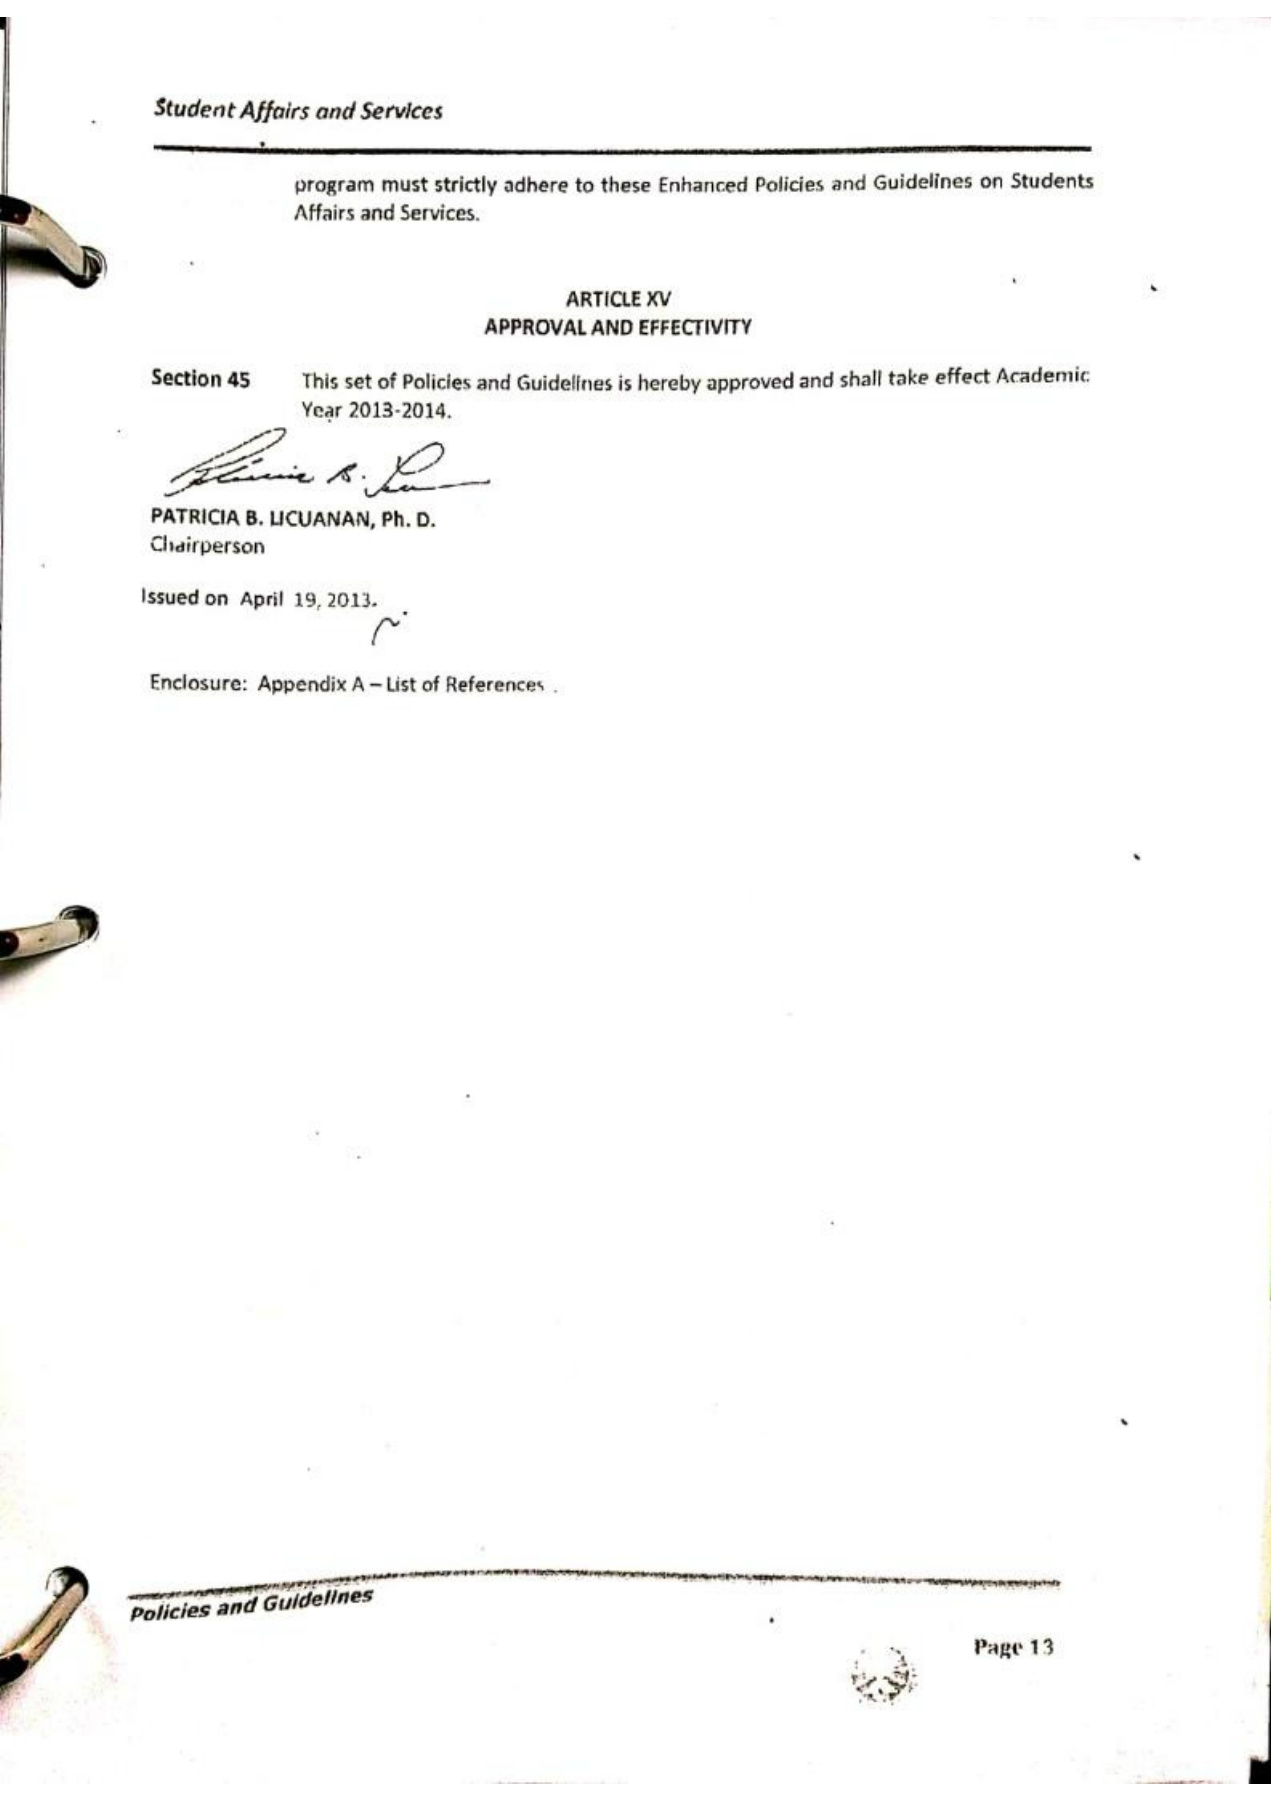 Student Affairs and Services
program must strictly adhere to these Enhanced Policies and Guidelines on Students
Affairs and Services.
ARTICLE XV
APPROVAL AND EFFECTIVITY
Section 45 This set of Policies and Guidelines is hereby approved and shall take effect Academic
Year 2013-2014.
PATRICIA B. LICUANAN, Ph. D.
Chairperson
Issued on April 19, 2013.
Enclosure: Appendix A – List of References .
Policies and Guidelines
Page 13